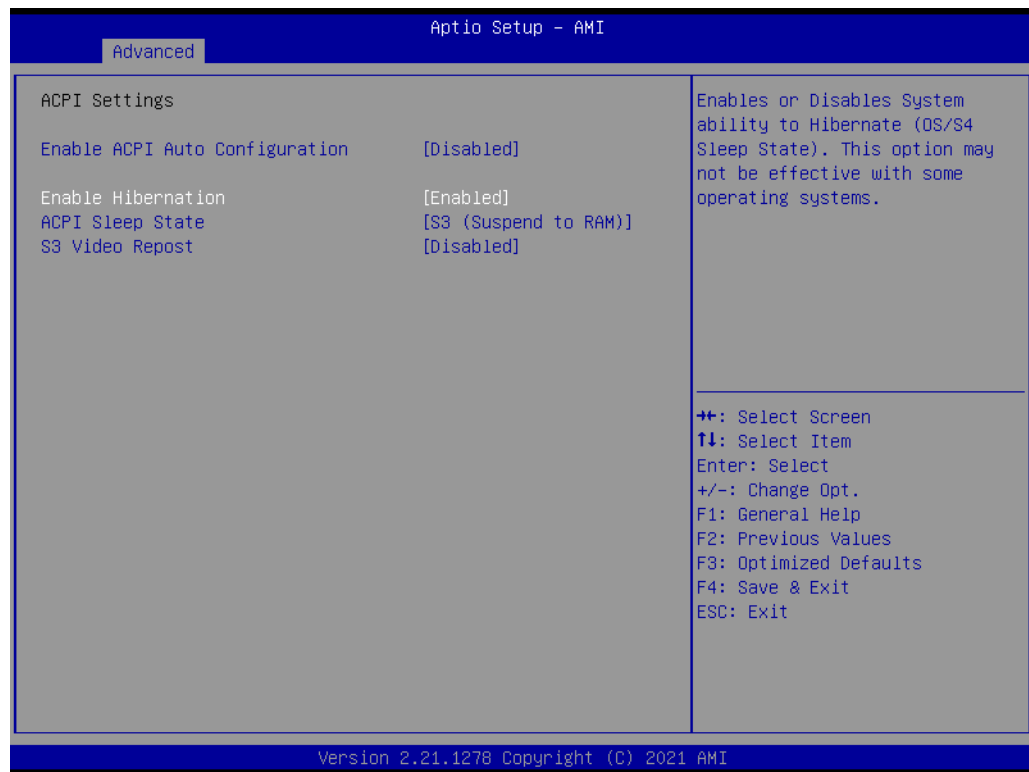 Aptio Setup – AMI
Advanced
ACPI Settings
Enable ACPI Auto Configuration [Disabled]
Enable Hibernation [Enabled]
ACPI Sleep State [S3 (Suspend to RAM)]
S3 Video Repost [Disabled]
Enables or Disables System
ability to Hibernate (OS/S4
Sleep State). This option may
not be effective with some
operating systems.
→←: Select Screen
↑↓: Select Item
Enter: Select
+/-: Change Opt.
F1: General Help
F2: Previous Values
F3: Optimized Defaults
F4: Save & Exit
ESC: Exit
Version 2.21.1278 Copyright (C) 2021 AMI